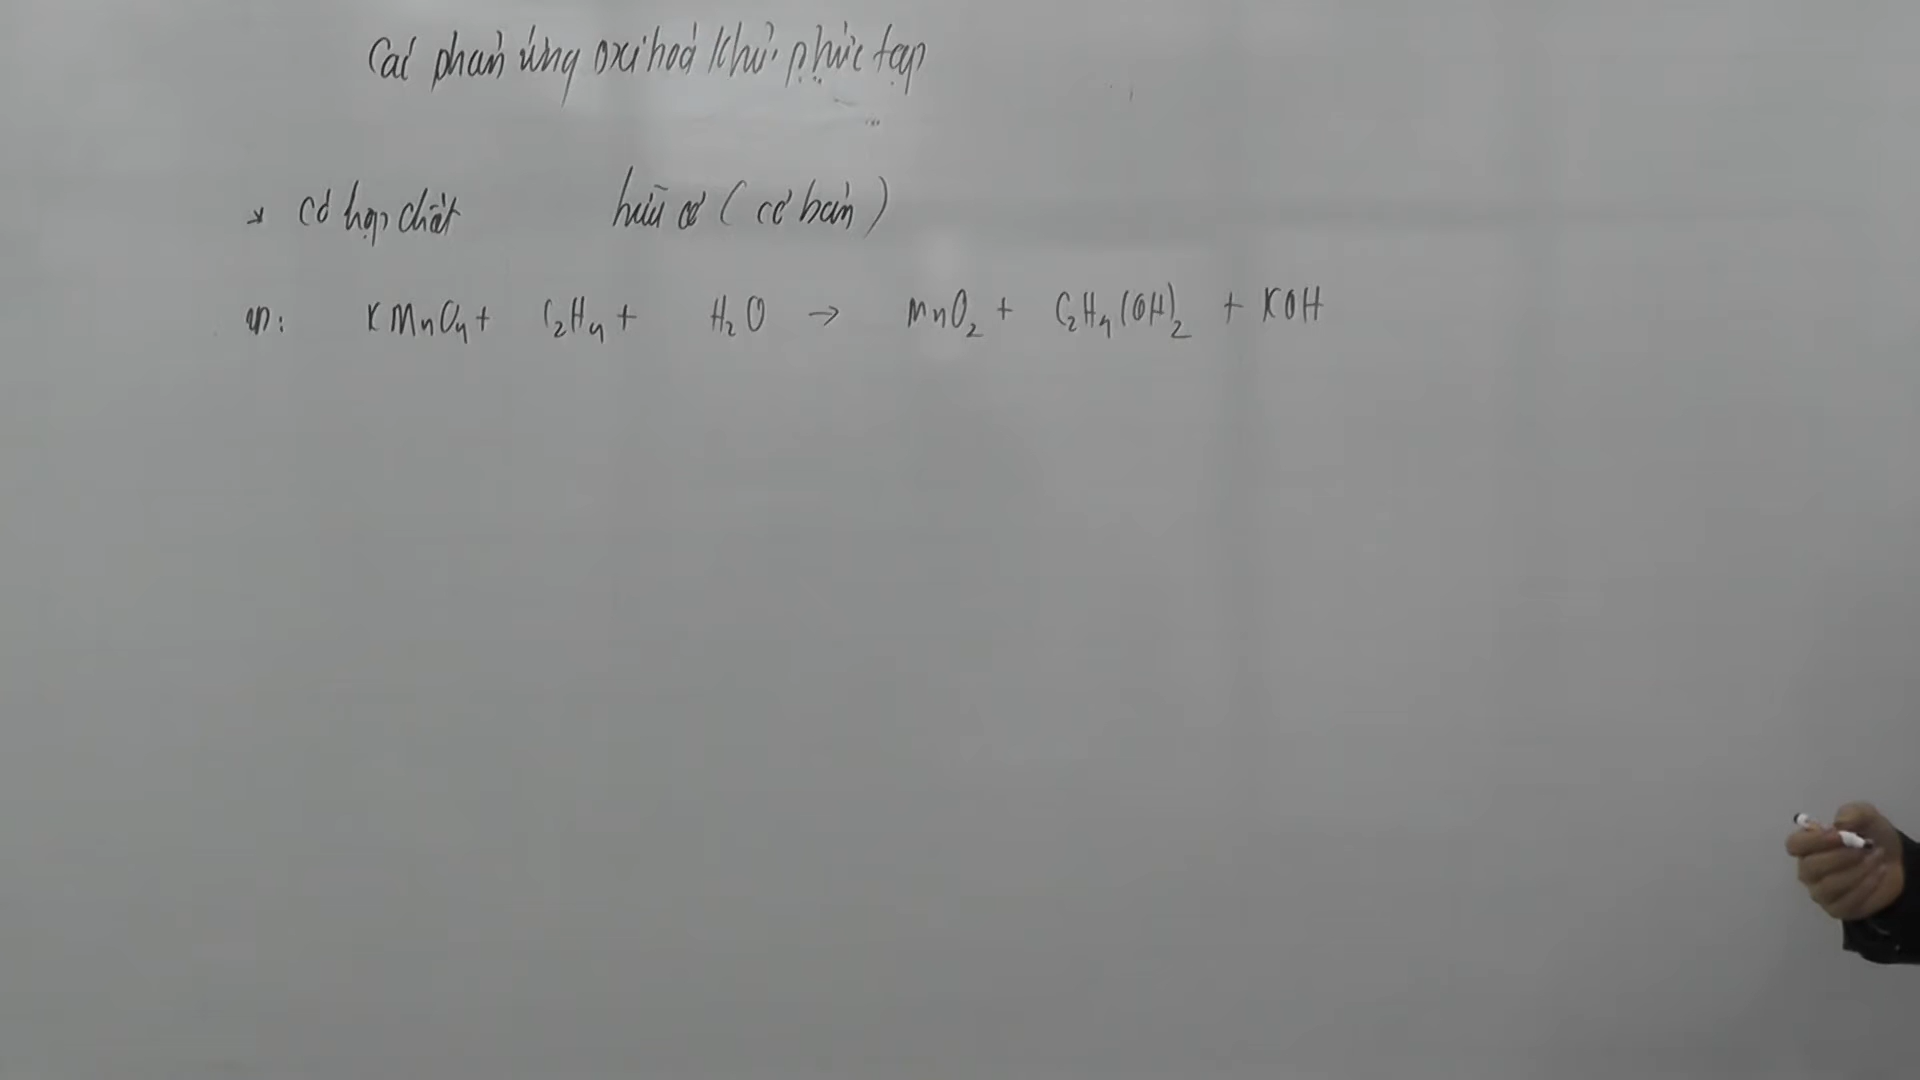 Các phản ứng oxi hoá khử phức tạp
* Có hợp chất hữu cơ (cơ bản)
VD: KMnO₄ + C₂H₄ + H₂O → MnO₂ + C₂H₄(OH)₂ + KOH